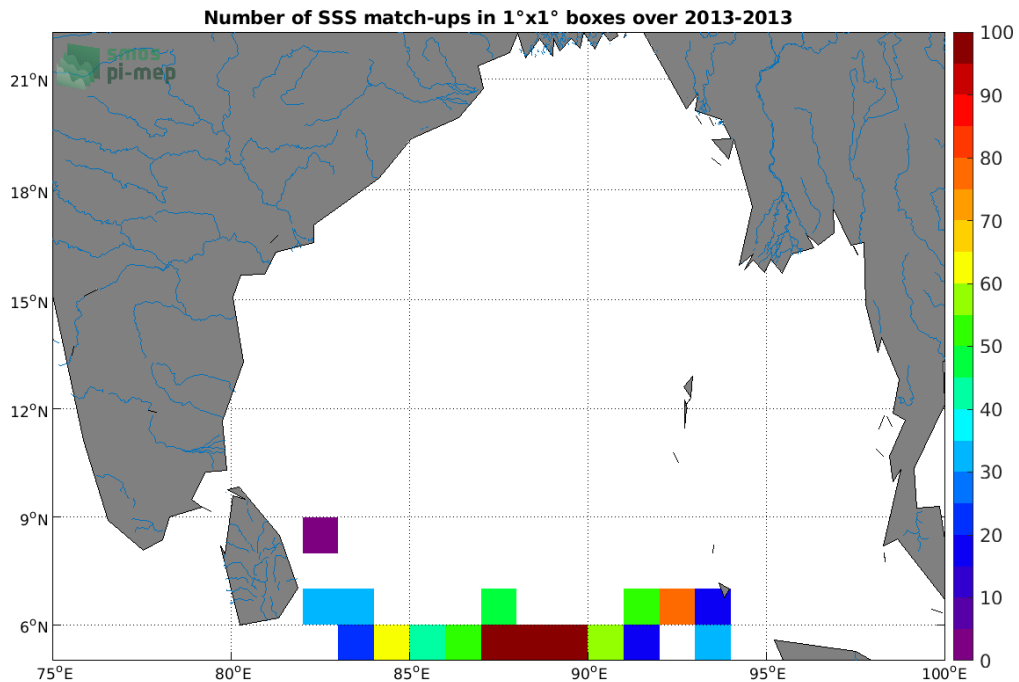 Number of SSS match-ups in 1°x1° boxes over 2013-2013
smos
pi-mep
21°N
18°N
15°N
12°N
9°N
6°N
75°E
80°E
85°E
90°E
95°E
100°E
100
90
80
70
60
50
40
30
20
10
0